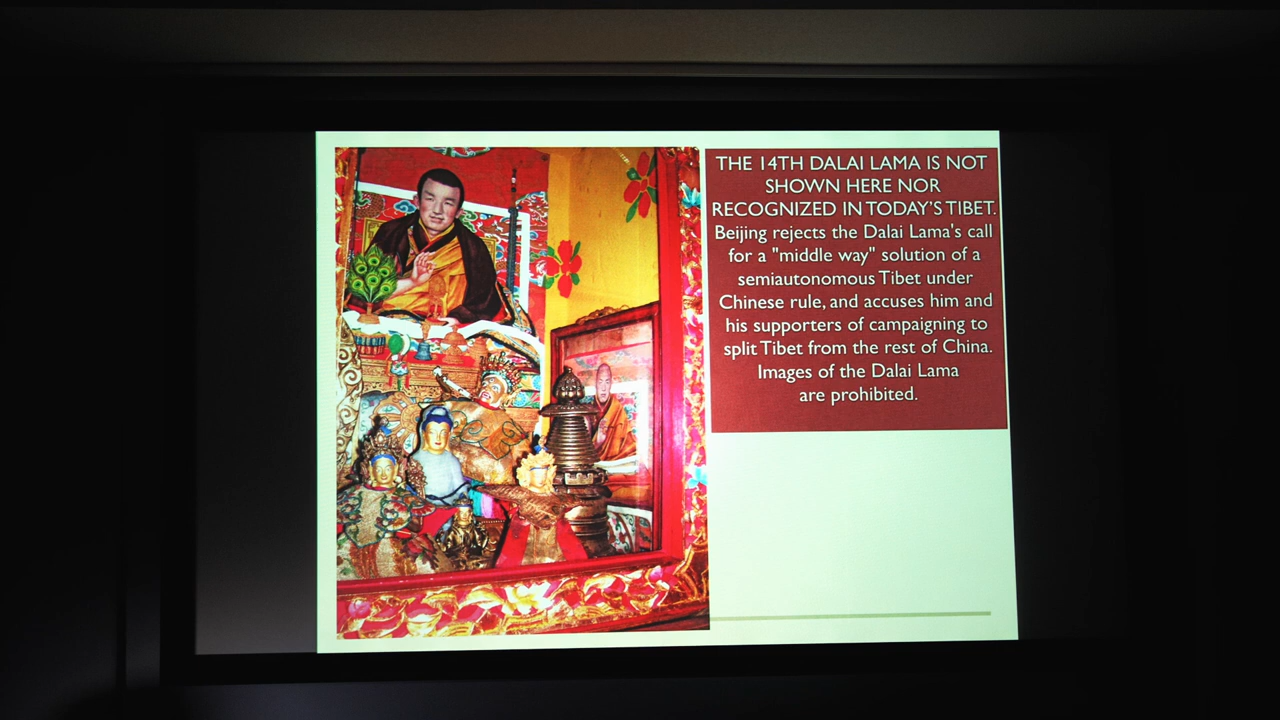 THE 14TH DALAI LAMA IS NOT
SHOWN HERE NOR
RECOGNIZED IN TODAY'S TIBET.
Beijing rejects the Dalai Lama's call
for a "middle way" solution of a
semiautonomous Tibet under
Chinese rule, and accuses him and
his supporters of campaigning to
split Tibet from the rest of China.
Images of the Dalai Lama
are prohibited.